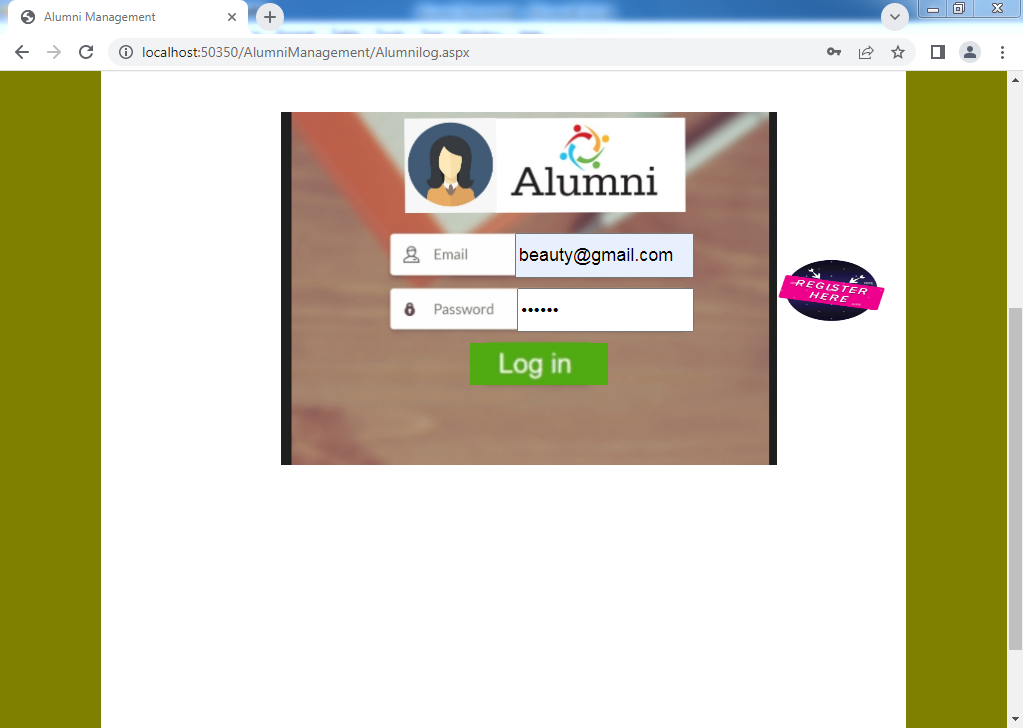 Alumni Management
localhost:50350/AlumniManagement/Alumnilog.aspx
Alumni
Email
beauty@gmail.com
REGISTER
HERE
Password
••••••
Log in